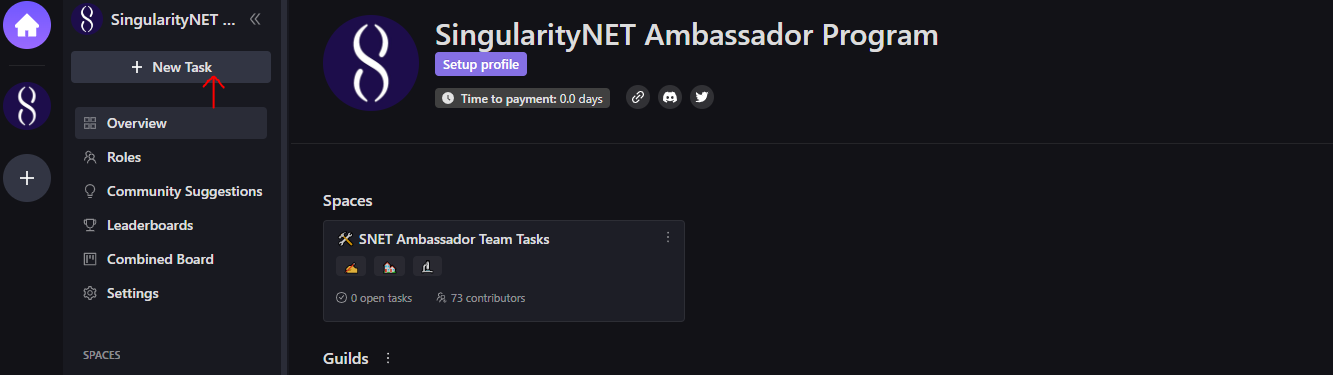 SingularityNET ...
New Task
Overview
Roles
Community Suggestions
Leaderboards
Combined Board
Settings
SPACES
SingularityNET Ambassador Program
Setup profile
Time to payment: 0.0 days
Spaces
SNET Ambassador Team Tasks
0 open tasks 73 contributors
Guilds